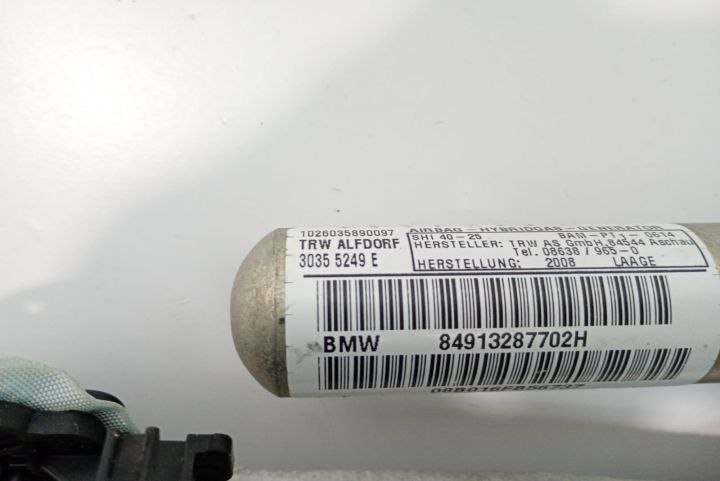 1026035890097
TRW ALFDORF
3035 5249 E
AIRBAG - HYBRIDGAS - GENERATOR
SHI 40-25 BAM-PT1- 0614
HERSTELLER: TRW AS GmbH, 84544 Aschau
Tel. 08638 / 965-0
HERSTELLUNG: 2008 LAAGE
BMW 84913287702H